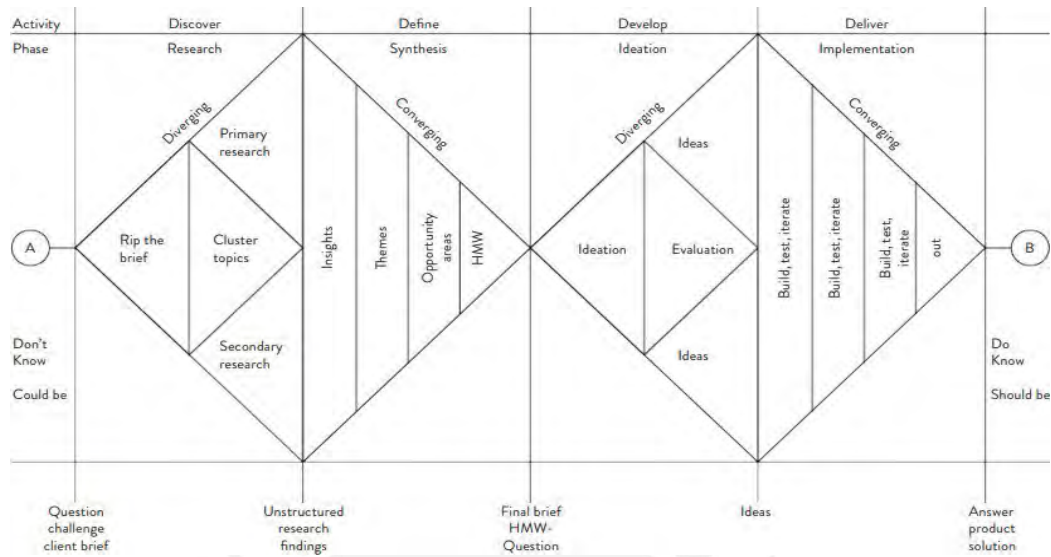 Activity Discover Define Develop Deliver
Phase Research Synthesis Ideation Implementation
Diverging
Converging
Diverging
Converging
Primary
research
Ideas
A
Rip the
brief
Cluster
topics
Insights
Themes
Opportunity
areas
HMW
Ideation
Evaluation
Build, test, iterate
Build, test, iterate
Build, test,
iterate
out
B
Secondary
research
Ideas
Don't
Know
Could be
Do
Know
Should be
Question
challenge
client brief
Unstructured
research
findings
Final brief
HMW-
Question
Ideas
Answer
product
solution